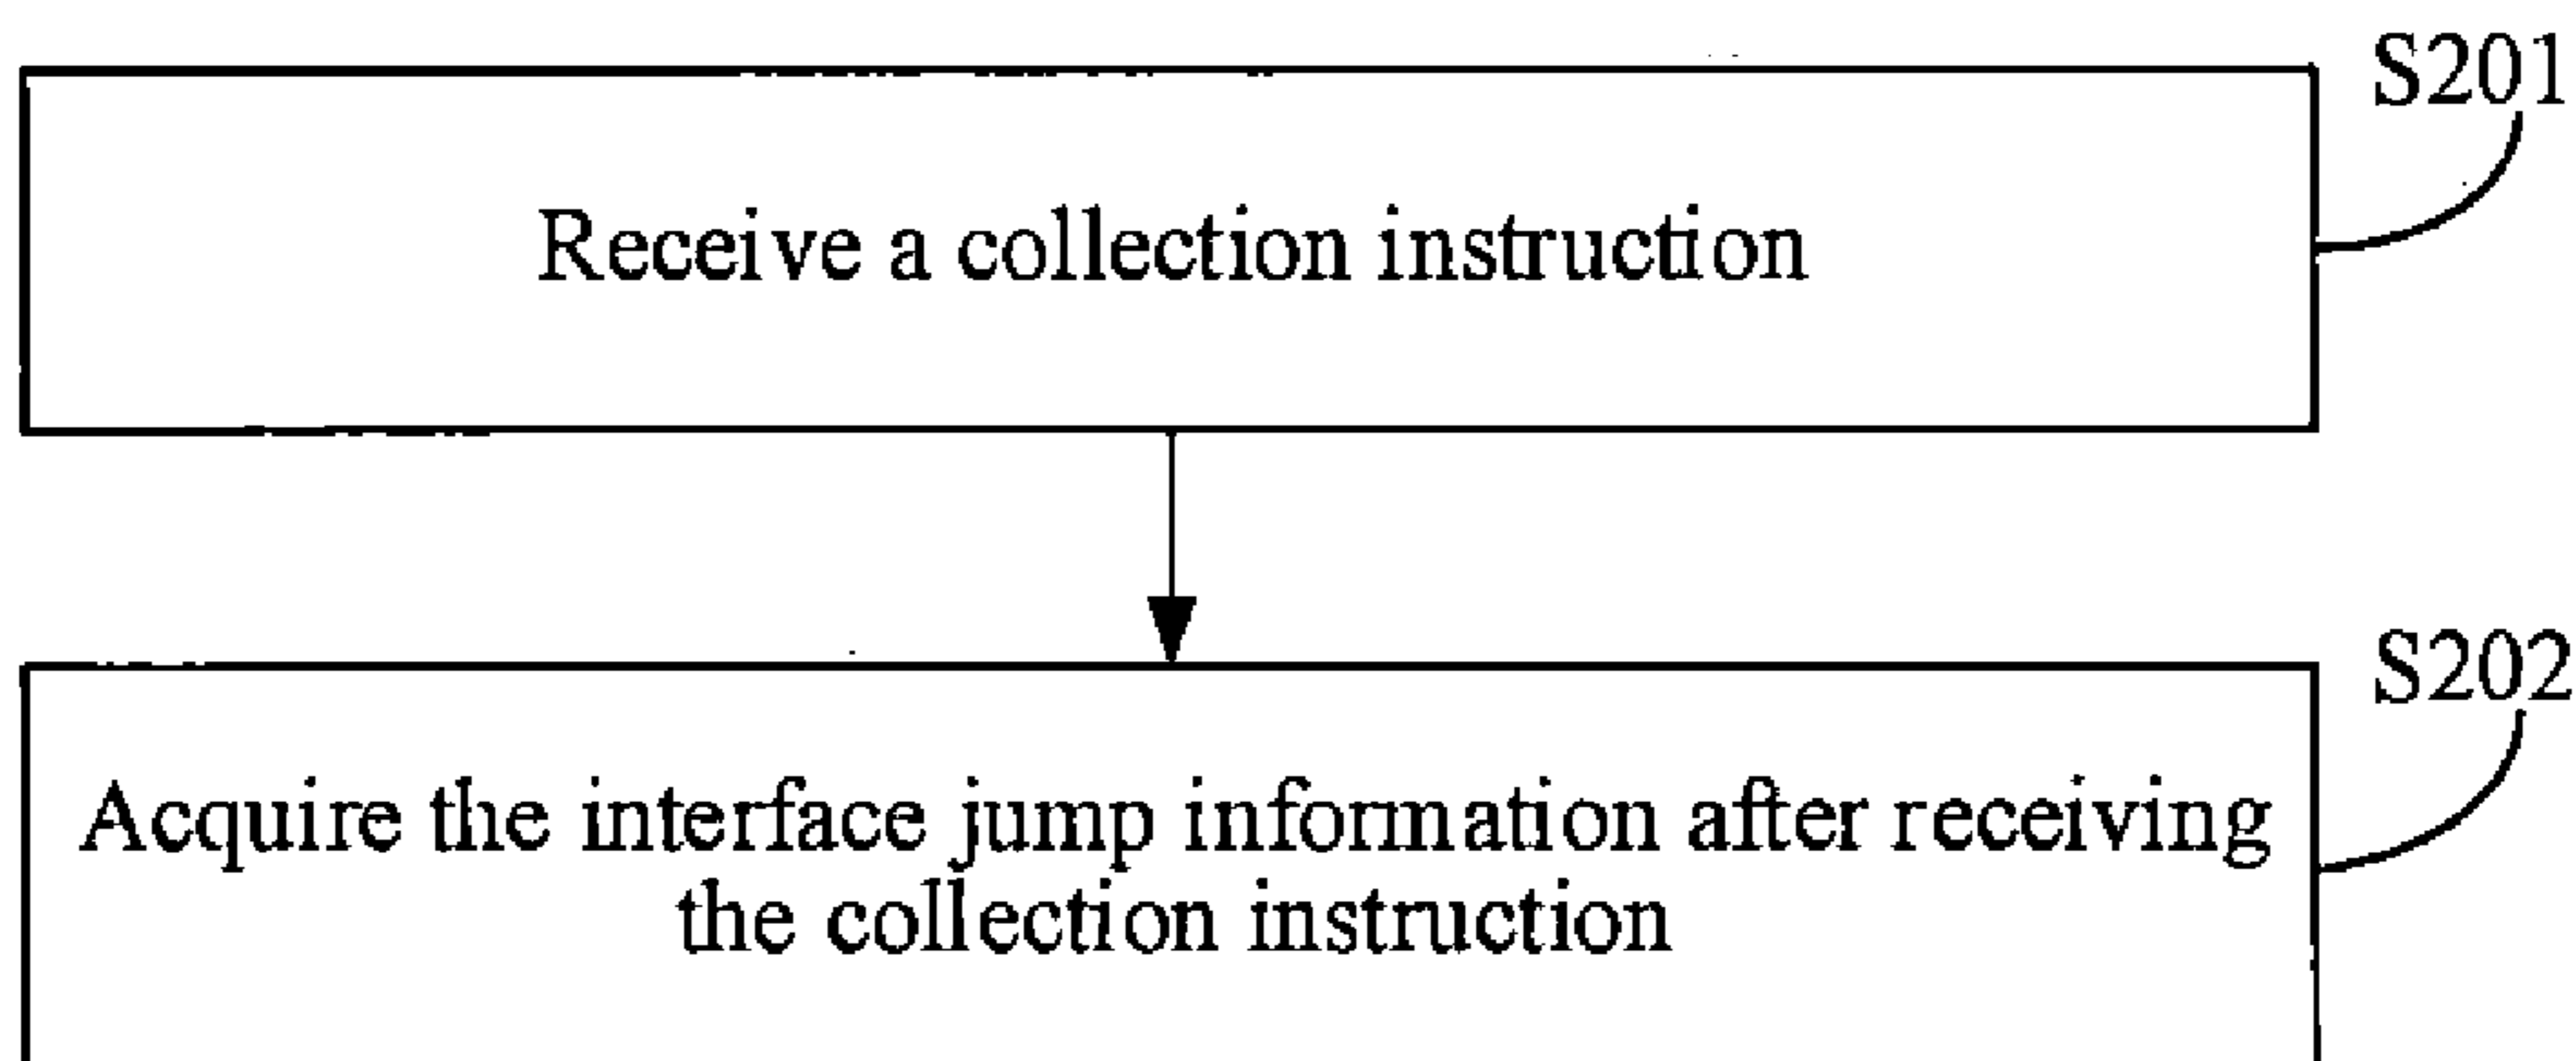 S201
Receive a collection instruction
S202
Acquire the interface jump information after receiving
the collection instruction